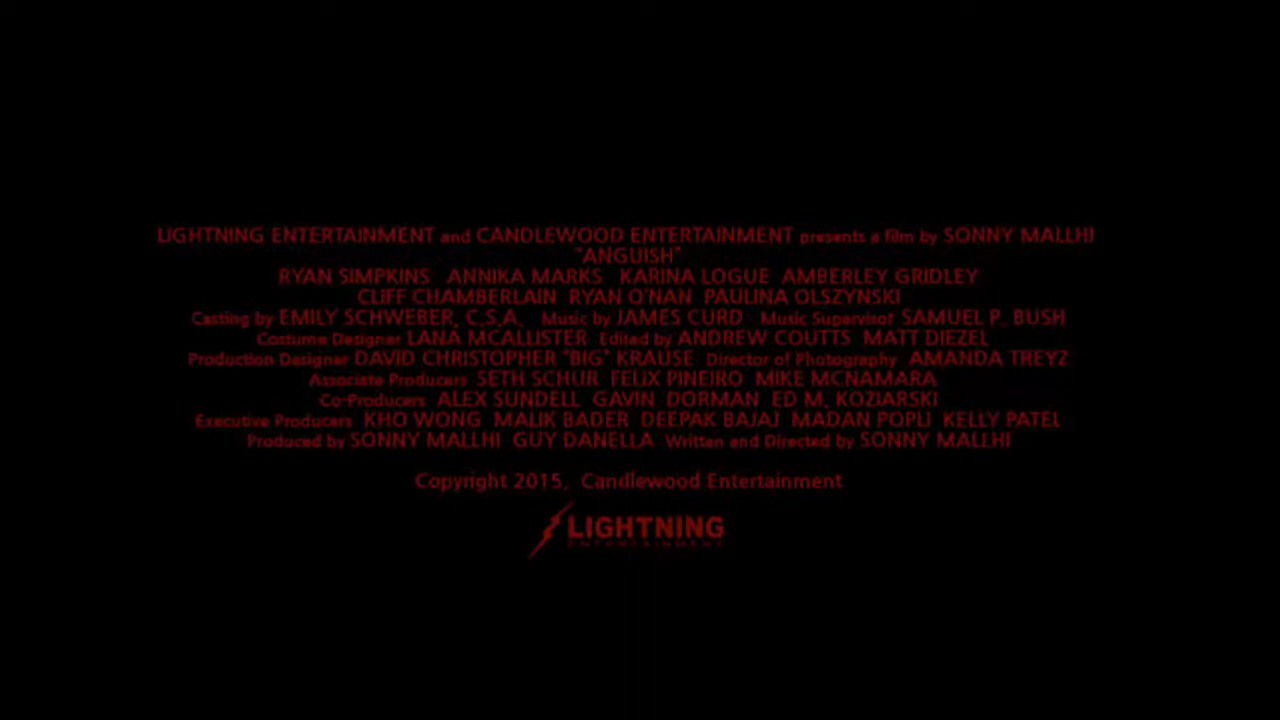 LIGHTNING ENTERTAINMENT and CANDLEWOOD ENTERTAINMENT presents a film by SONNY MALLHI
"ANGUISH"
RYAN SIMPKINS ANNIKA MARKS KARINA LOGUE AMBERLEY GRIDLEY
CLIFF CHAMBERLAIN RYAN O'NAN PAULINA OLSZYNSKI
Casting by EMILY SCHWEBER, C.S.A. Music by JAMES CURD Music Supervisor SAMUEL P. BUSH
Costume Designer LANA MCALLISTER Edited by ANDREW COUTTS MATT DIEZEL
Production Designer DAVID CHRISTOPHER "BIG" KRAUSE Director of Photography AMANDA TREYZ
Associate Producers SETH SCHUR FELIX PINEIRO MIKE MCNAMARA
Co-Producers ALEX SUNDELL GAVIN DORMAN ED M. KOZIARSKI
Executive Producers KHO WONG MALIK BADER DEEPAK BAJAJ MADAN POPLI KELLY PATEL
Produced by SONNY MALLHI GUY DANELLA Written and Directed by SONNY MALLHI
Copyright 2015, Candlewood Entertainment
LIGHTNING
ENTERTAINMENT